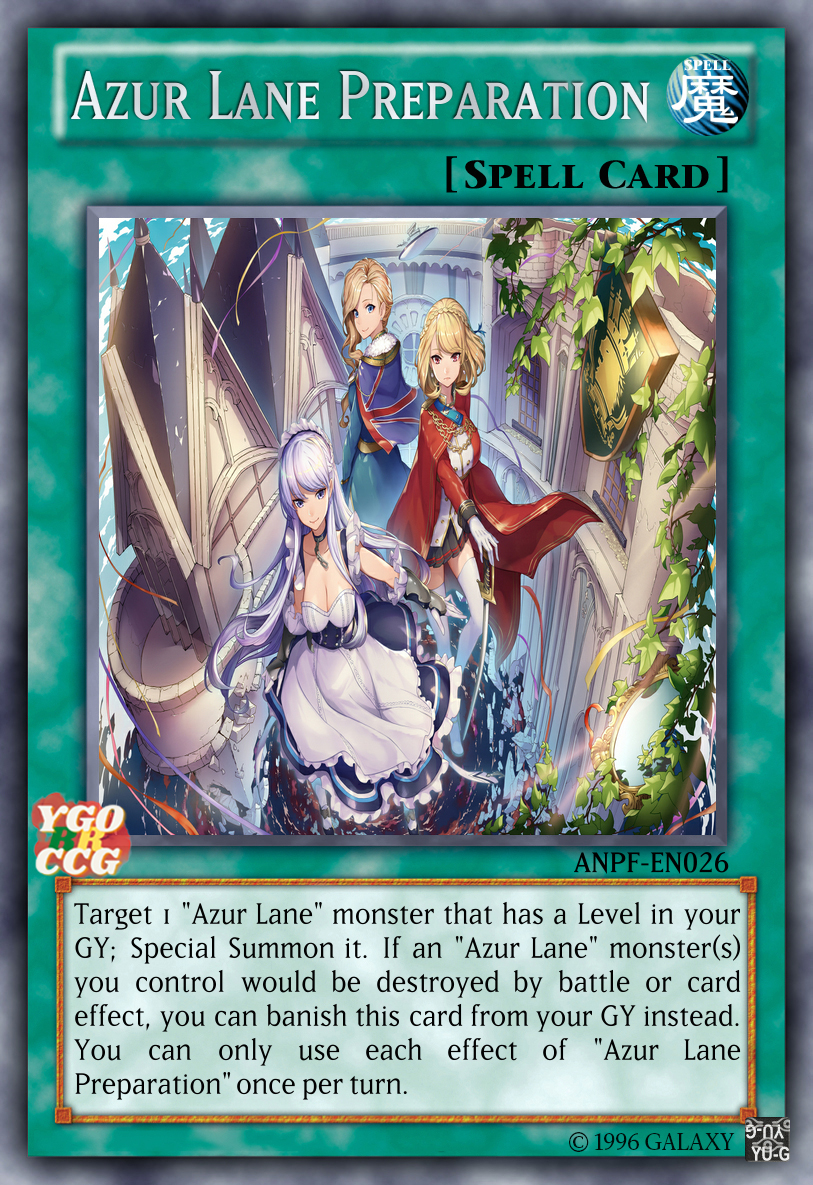 AZUR LANE PREPARATION
SPELL
魔
[SPELL CARD]
YGO
RR
CCG
ANPF-EN026
Target 1 "Azur Lane" monster that has a Level in your
GY; Special Summon it. If an "Azur Lane" monster(s)
you control would be destroyed by battle or card
effect, you can banish this card from your GY instead.
You can only use each effect of "Azur Lane
Preparation" once per turn.
© 1996 GALAXY
YU-G
YU-G